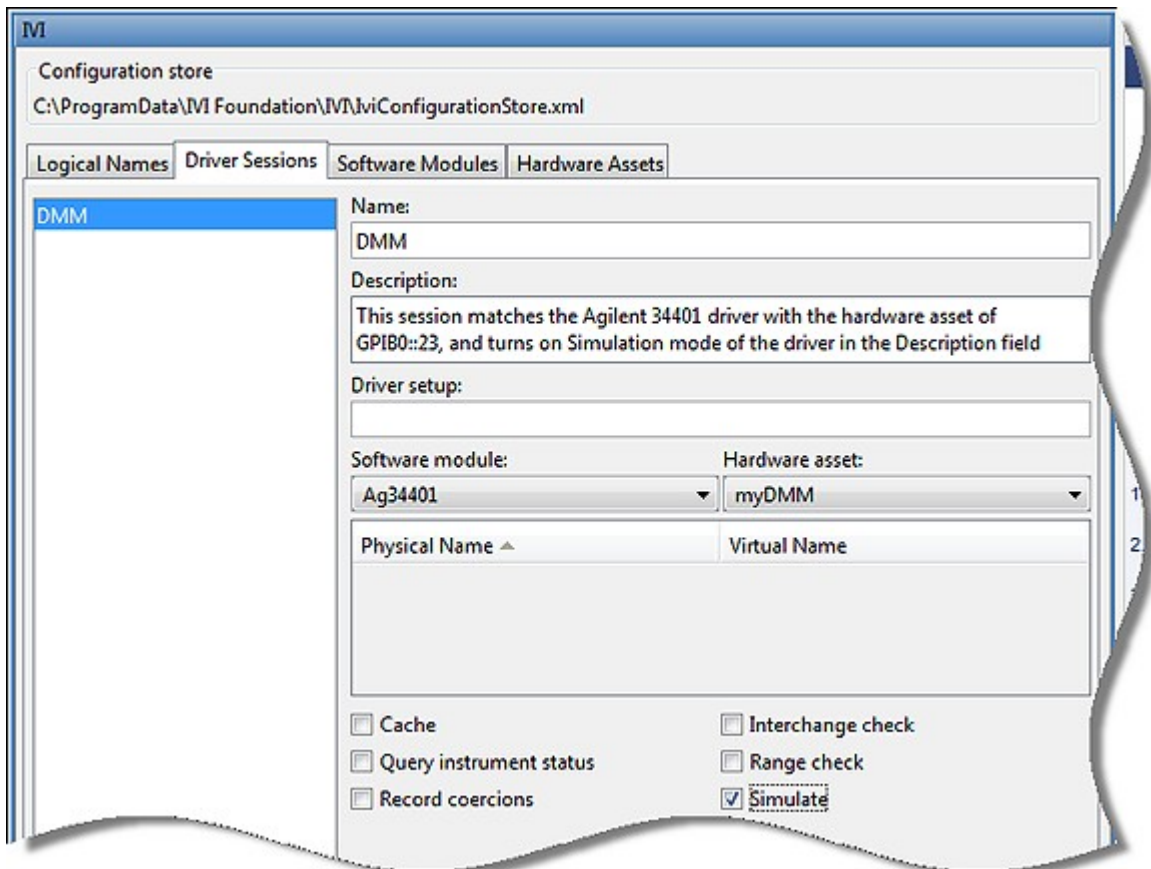 IVI
Configuration store
C:\ProgramData\IVI Foundation\IVI\IviConfigurationStore.xml
Logical Names Driver Sessions Software Modules Hardware Assets
DMM
Name:
DMM
Description:
This session matches the Agilent 34401 driver with the hardware asset of
GPIB0::23, and turns on Simulation mode of the driver in the Description field
Driver setup:
Software module: Hardware asset:
Ag34401 myDMM
Physical Name Virtual Name
Cache Interchange check
Query instrument status Range check
Record coercions Simulate